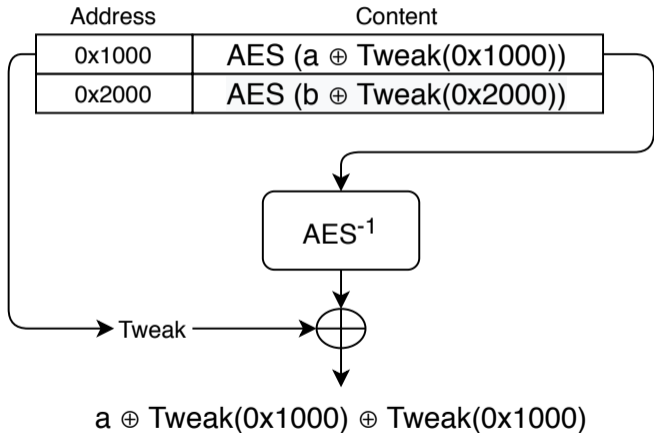 Address Content
0x1000 AES (a ⊕ Tweak(0x1000))
0x2000 AES (b ⊕ Tweak(0x2000))
AES-1
Tweak
a ⊕ Tweak(0x1000) ⊕ Tweak(0x1000)